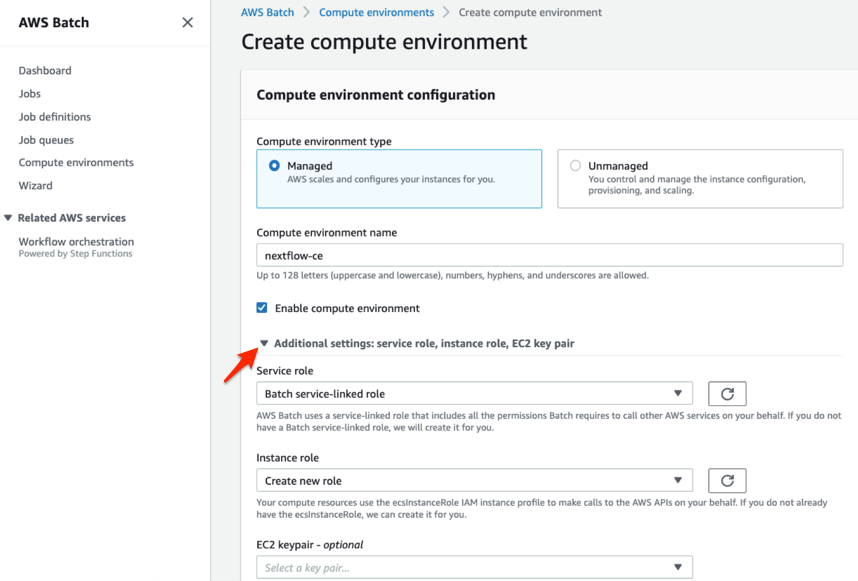 AWS Batch
Dashboard
Jobs
Job definitions
Job queues
Compute environments
Wizard
Related AWS services
Workflow orchestration
Powered by Step Functions
AWS Batch > Compute environments > Create compute environment
Create compute environment
Compute environment configuration
Compute environment type
Managed
AWS scales and configures your instances for you.
Unmanaged
You control and manage the instance configuration,
provisioning, and scaling.
Compute environment name
nextflow-ce
Up to 128 letters (uppercase and lowercase), numbers, hyphens, and underscores are allowed.
Enable compute environment
Additional settings: service role, instance role, EC2 key pair
Service role
Batch service-linked role
AWS Batch uses a service-linked role that includes all the permissions Batch requires to call other AWS services on your behalf. If you do not
have a Batch service-linked role, we will create it for you.
Instance role
Create new role
Your compute resources use the ecsInstanceRole IAM instance profile to make calls to the AWS APIs on your behalf. If you do not already
have the ecsInstanceRole, we can create it for you.
EC2 keypair - optional
Select a key pair...